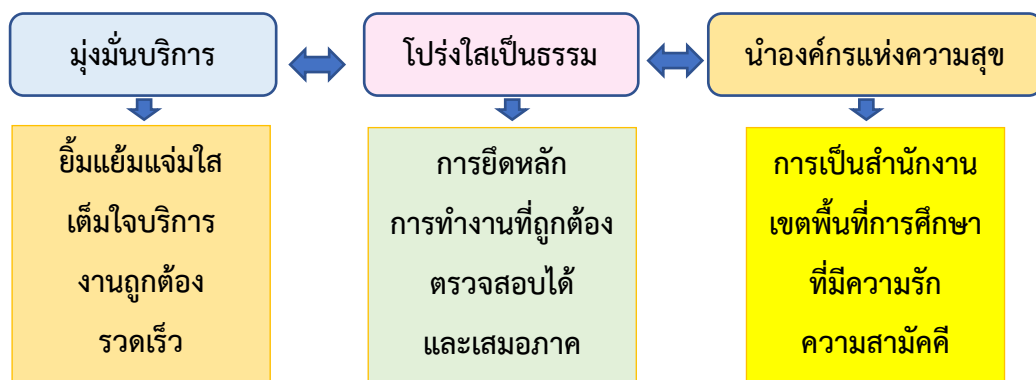 มุ่งมั่นบริการ
โปร่งใสเป็นธรรม
นำองค์กรแห่งความสุข
ยิ้มแย้มแจ่มใส
เต็มใจบริการ
งานถูกต้อง
รวดเร็ว
การยึดหลัก
การทำงานที่ถูกต้อง
ตรวจสอบได้
และเสมอภาค
การเป็นสำนักงาน
เขตพื้นที่การศึกษา
ที่มีความรัก
ความสามัคคี